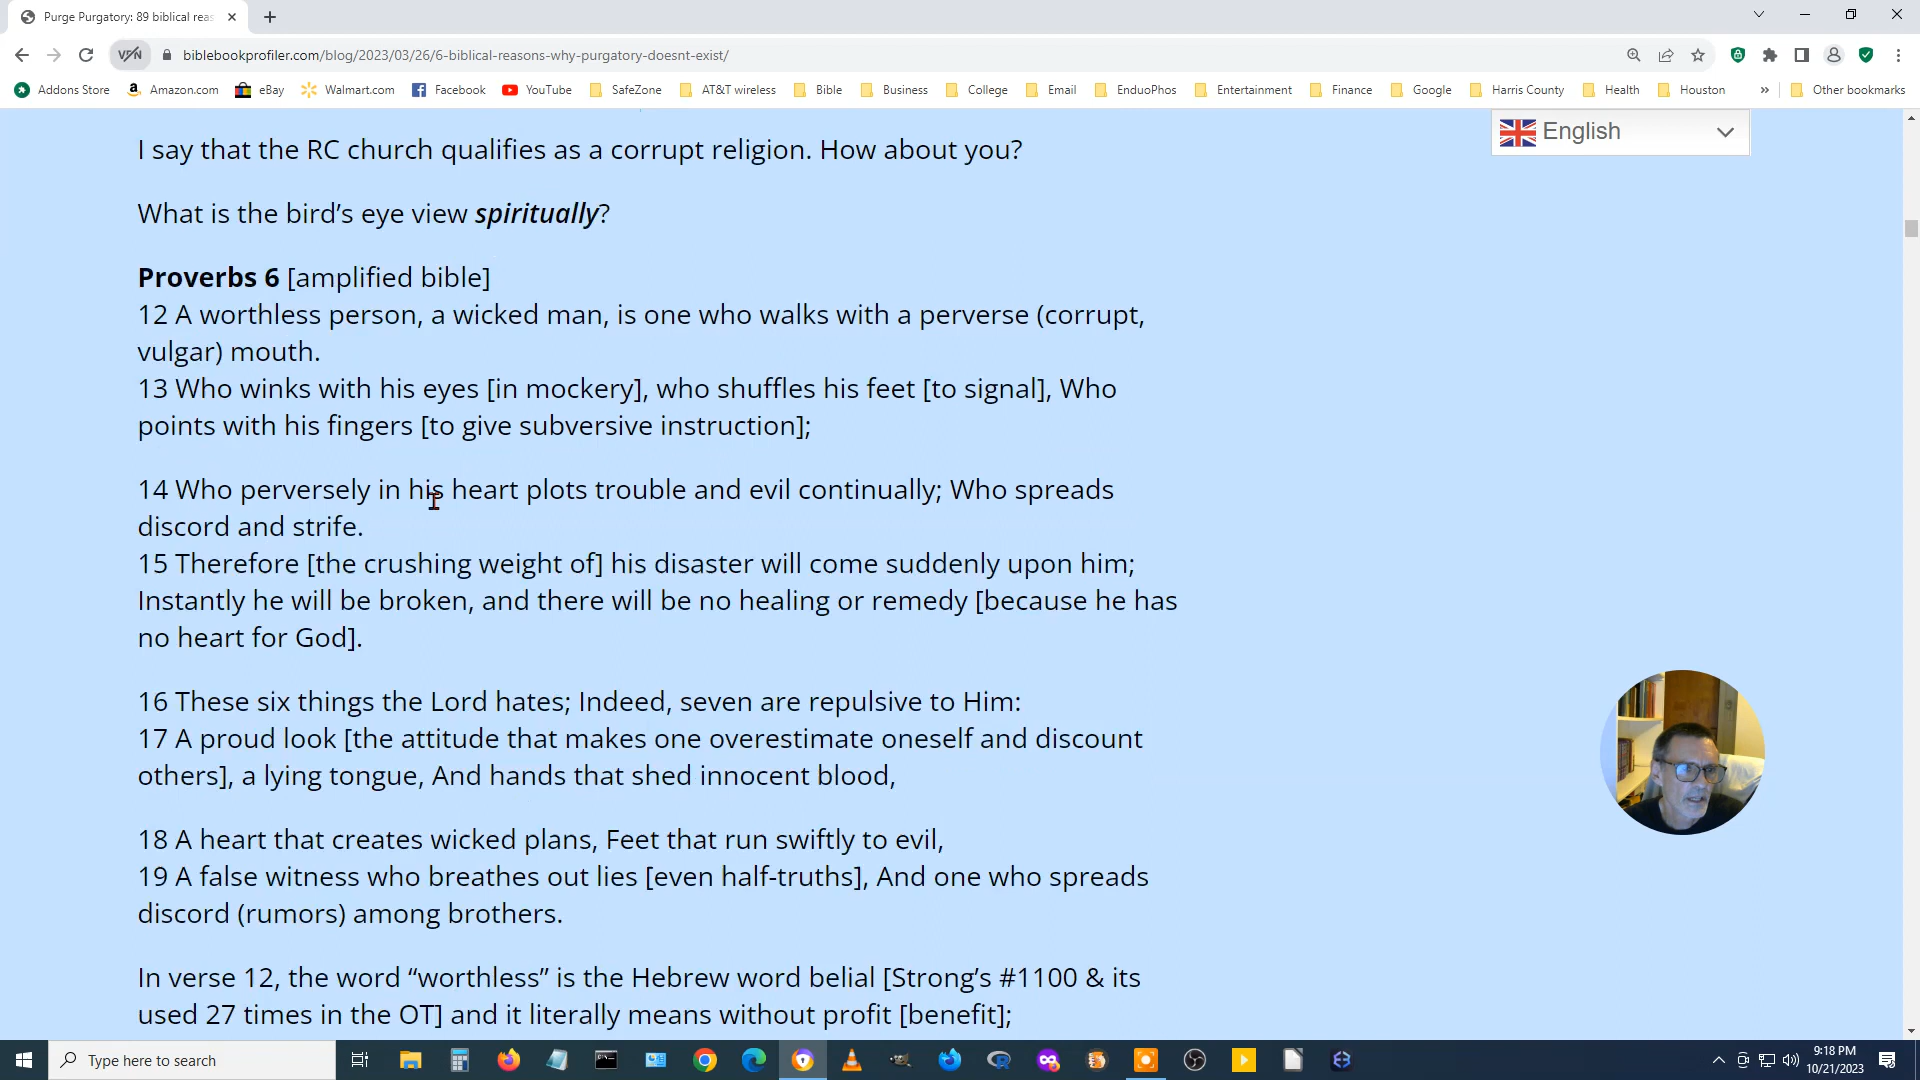 Purge Purgatory: 89 biblical reas
biblebookprofiler.com/blog/2023/03/26/6-biblical-reasons-why-purgatory-doesnt-exist/
VPN
Addons Store
Amazon.com
eBay
Walmart.com
Facebook
YouTube
SafeZone
AT&T wireless
Bible
Business
College
Email
EnduoPhos
Entertainment
Finance
Google
Harris County
Health
Houston
»
Other bookmarks
English
I say that the RC church qualifies as a corrupt religion. How about you?
What is the bird’s eye view spiritually?
Proverbs 6 [amplified bible]
12 A worthless person, a wicked man, is one who walks with a perverse (corrupt,
vulgar) mouth.
13 Who winks with his eyes [in mockery], who shuffles his feet [to signal], Who
points with his fingers [to give subversive instruction];
14 Who perversely in his heart plots trouble and evil continually; Who spreads
discord and strife.
15 Therefore [the crushing weight of] his disaster will come suddenly upon him;
Instantly he will be broken, and there will be no healing or remedy [because he has
no heart for God].
16 These six things the Lord hates; Indeed, seven are repulsive to Him:
17 A proud look [the attitude that makes one overestimate oneself and discount
others], a lying tongue, And hands that shed innocent blood,
18 A heart that creates wicked plans, Feet that run swiftly to evil,
19 A false witness who breathes out lies [even half-truths], And one who spreads
discord (rumors) among brothers.
In verse 12, the word “worthless” is the Hebrew word belial [Strong’s #1100 & its
used 27 times in the OT] and it literally means without profit [benefit];
Type here to search
9:18 PM
10/21/2023